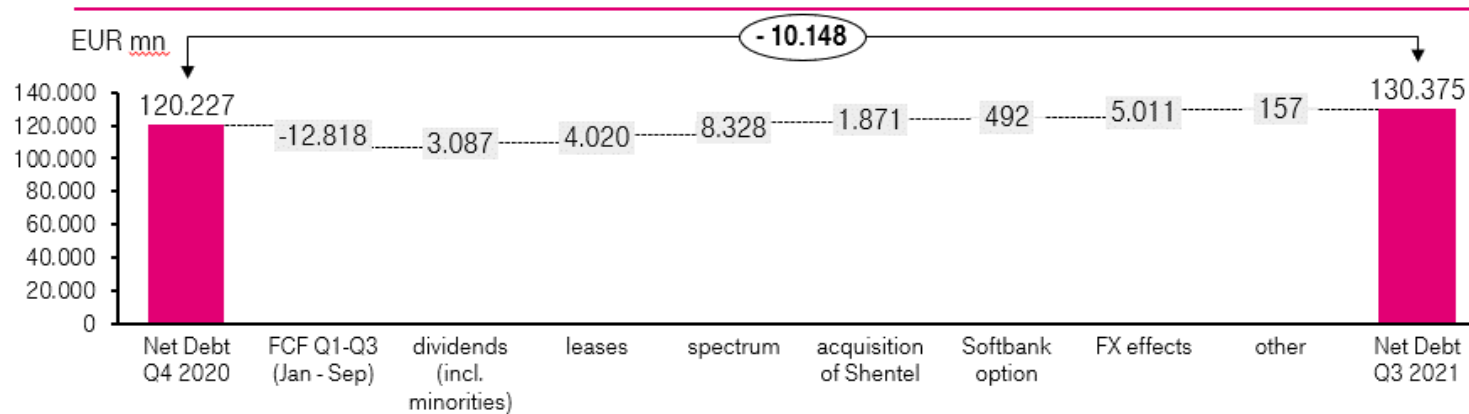 EUR mn
- 10.148
140.000
120.000
100.000
80.000
60.000
40.000
20.000
0
120.227
-12.818
3.087
4.020
8.328
1.871
492
5.011
157
130.375
Net Debt
Q4 2020
FCF Q1-Q3
(Jan - Sep)
dividends
(incl.
minorities)
leases
spectrum
acquisition
of Shentel
Softbank
option
FX effects
other
Net Debt
Q3 2021